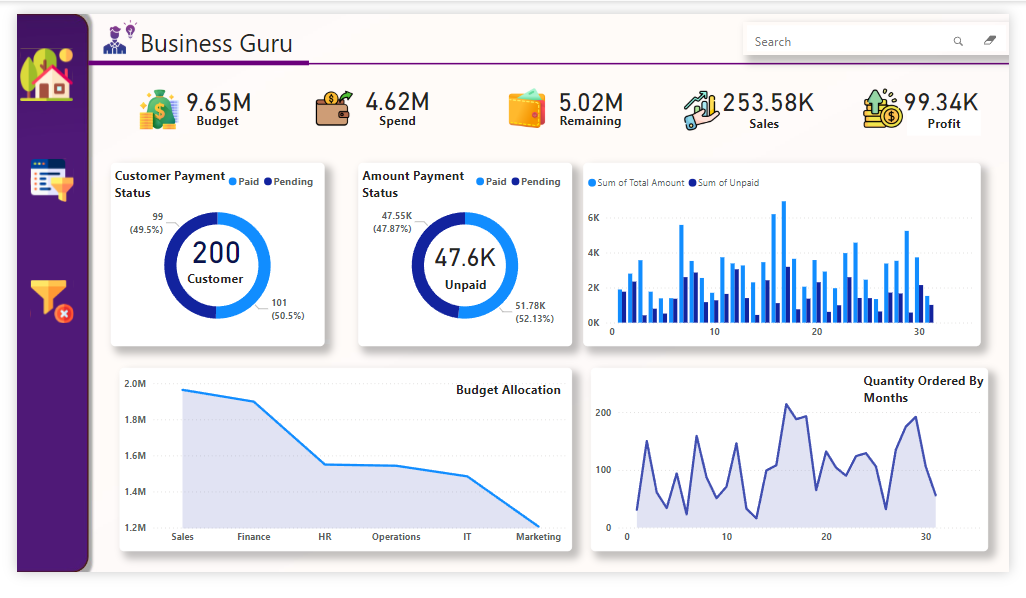 Business Guru
Search
9.65M
Budget
4.62M
Spend
5.02M
Remaining
253.58K
Sales
99.34K
Profit
Customer Payment
Status
Paid Pending
99
(49.5%)
200
Customer
101
(50.5%)
Amount Payment
Status
Paid Pending
47.55K
(47.87%)
47.6K
Unpaid
51.78K
(52.13%)
Sum of Total Amount Sum of Unpaid
6K
4K
2K
0K
0 10 20 30
Budget Allocation
2.0M
1.8M
1.6M
1.4M
1.2M
Sales Finance HR Operations IT Marketing
Quantity Ordered By
Months
200
100
0
0 10 20 30